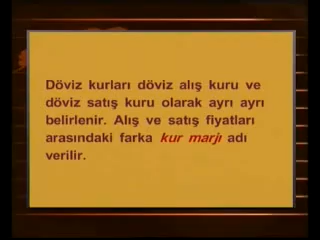 Döviz kurları döviz alış kuru ve
döviz satış kuru olarak ayrı ayrı
belirlenir. Alış ve satış fiyatları
arasındaki farka kur marjı adı
verilir.